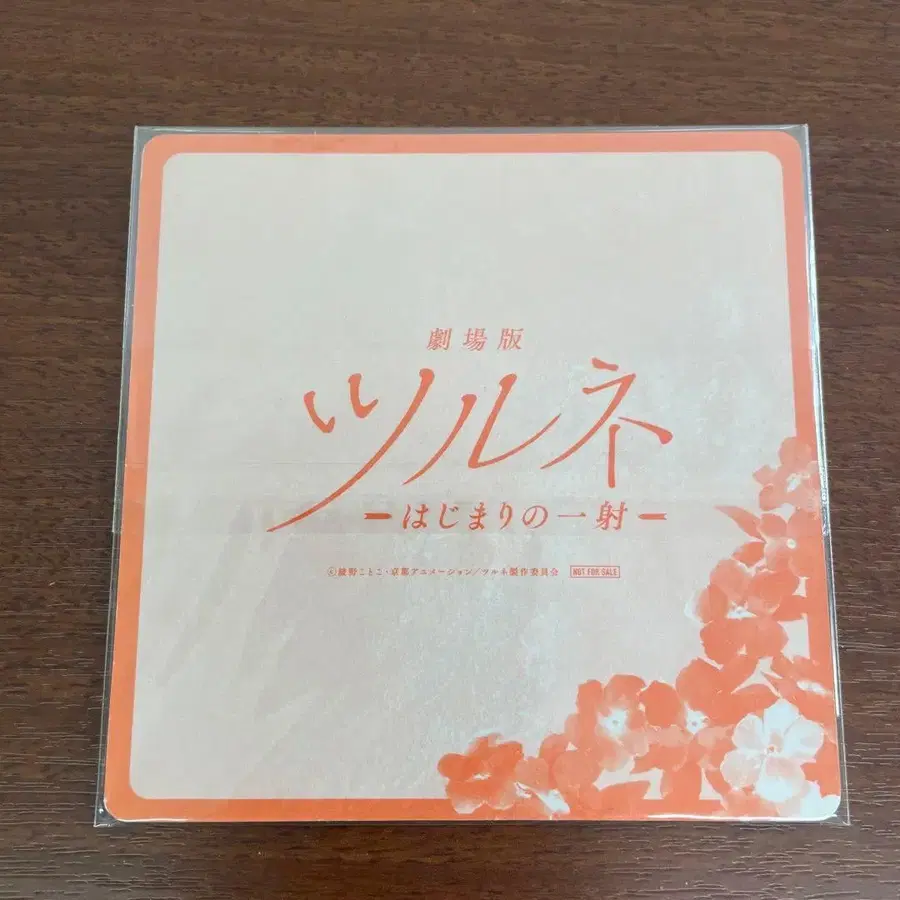 劇場版
ツルネ
ーはじまりの一射ー
©綾野ことこ・京都アニメーション/ツルネ製作委員会 NOT FOR SALE